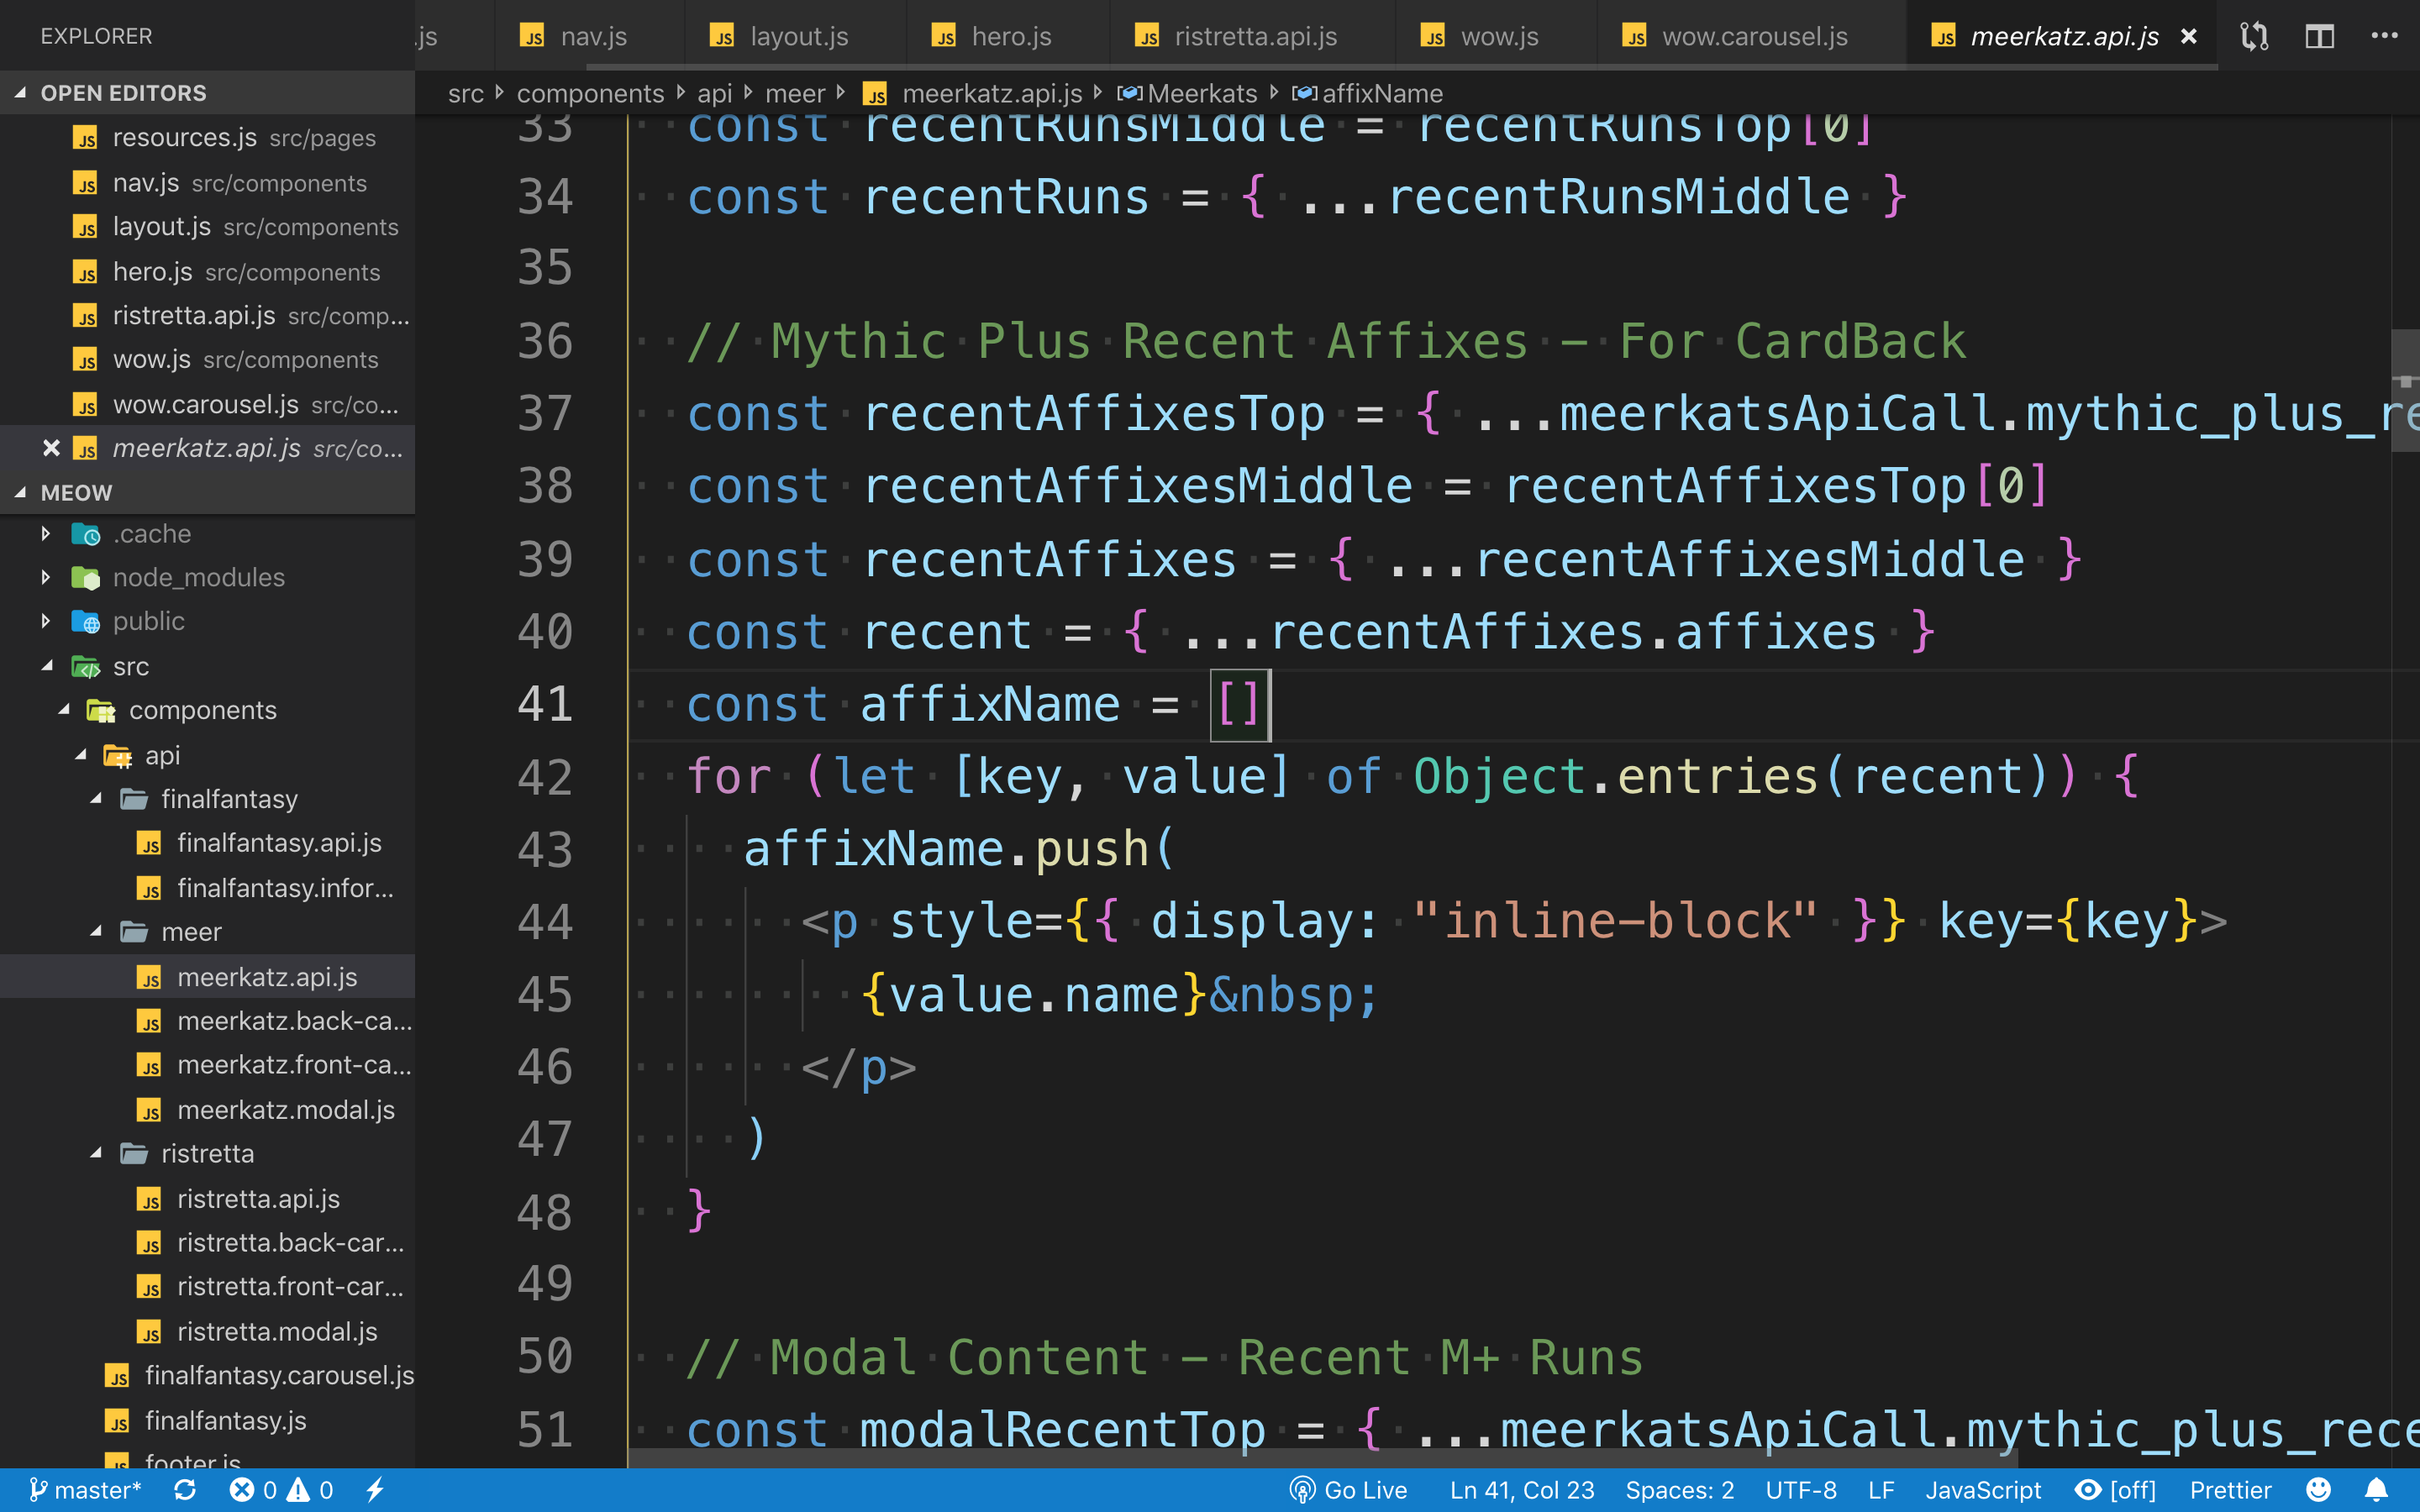 EXPLORER
.js
nav.js
layout.js
hero.js
ristretta.api.js
wow.js
wow.carousel.js
meerkatz.api.js
OPEN EDITORS
resources.js src/pages
nav.js src/components
layout.js src/components
hero.js src/components
ristretta.api.js src/comp...
wow.js src/components
wow.carousel.js src/co...
meerkatz.api.js src/co...
MEOW
.cache
node_modules
public
src
components
api
finalfantasy
finalfantasy.api.js
finalfantasy.infor...
meer
meerkatz.api.js
meerkatz.back-ca...
meerkatz.front-ca...
meerkatz.modal.js
ristretta
ristretta.api.js
ristretta.back-car...
ristretta.front-car...
ristretta.modal.js
finalfantasy.carousel.js
finalfantasy.js
footer.js
src components api meer meerkatz.api.js Meerkats affixName
33 const recentRunsMiddle = recentRunsTop[0]
34 const recentRuns = { ...recentRunsMiddle }
35
36 // Mythic Plus Recent Affixes - For CardBack
37 const recentAffixesTop = { ...meerkatsApiCall.mythic_plus_re
38 const recentAffixesMiddle = recentAffixesTop[0]
39 const recentAffixes = { ...recentAffixesMiddle }
40 const recent = { ...recentAffixes.affixes }
41 const affixName = []
42 for (let [key, value] of Object.entries(recent)) {
43 affixName.push(
44 <p style={{ display: "inline-block" }} key={key}>
45 {value.name}&nbsp;
46 </p>
47 )
48 }
49
50 // Modal Content - Recent M+ Runs
51 const modalRecentTop = { ...meerkatsApiCall.mythic_plus_rece
master* 0 0 Go Live Ln 41, Col 23 Spaces: 2 UTF-8 LF JavaScript [off] Prettier